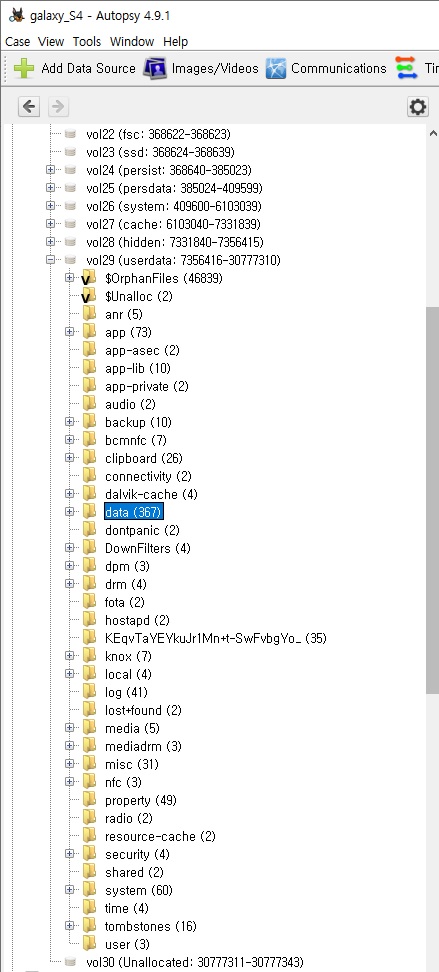 galaxy_S4 - Autopsy 4.9.1
Case View Tools Window Help
Add Data Source Images/Videos Communications Tir
vol22 (fsc: 368622-368623)
vol23 (ssd: 368624-368639)
vol24 (persist: 368640-385023)
vol25 (persdata: 385024-409599)
vol26 (system: 409600-6103039)
vol27 (cache: 6103040-7331839)
vol28 (hidden: 7331840-7356415)
vol29 (userdata: 7356416-30777310)
$OrphanFiles (46839)
$Unalloc (2)
anr (5)
app (73)
app-asec (2)
app-lib (10)
app-private (2)
audio (2)
backup (10)
bcmnfc (7)
clipboard (26)
connectivity (2)
dalvik-cache (4)
data (367)
dontpanic (2)
DownFilters (4)
dpm (3)
drm (4)
fota (2)
hostapd (2)
KEqvTaYEYkuJr1Mn+t-SwFvbgYo_ (35)
knox (7)
local (4)
log (41)
lost+found (2)
media (5)
mediadrm (3)
misc (31)
nfc (3)
property (49)
radio (2)
resource-cache (2)
security (4)
shared (2)
system (60)
time (4)
tombstones (16)
user (3)
vol30 (Unallocated: 30777311-30777343)